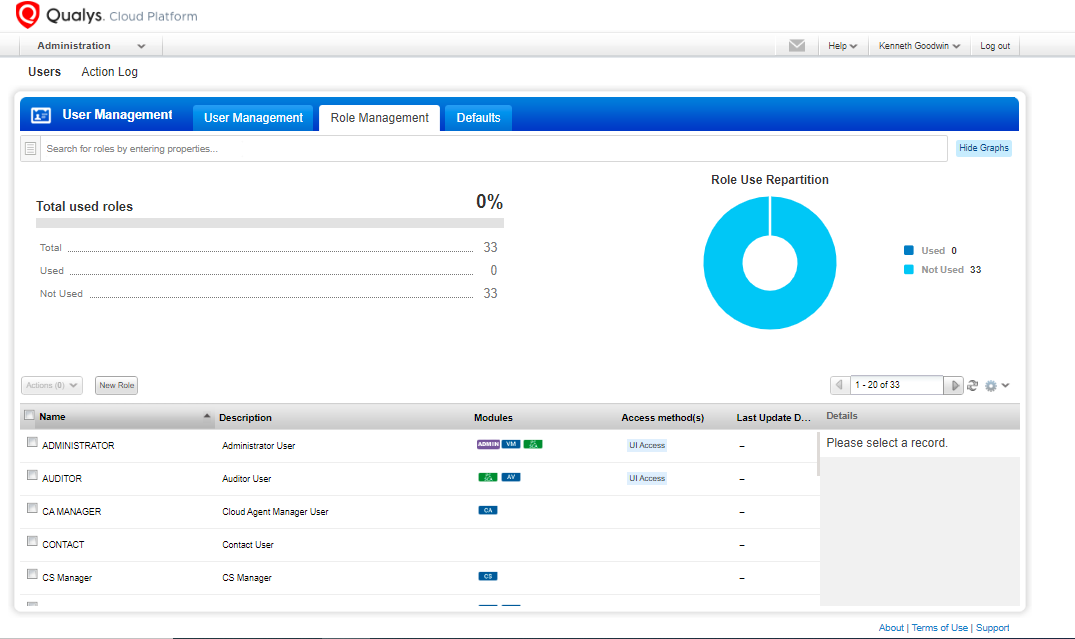 Qualys. Cloud Platform
Administration Help Kenneth Goodwin Log out
Users Action Log
User Management User Management Role Management Defaults
Search for roles by entering properties... Hide Graphs
Role Use Repartition
Total used roles 0%
Total 33
Used 0
Not Used 33
Used 0
Not Used 33
Actions (0) New Role 1 - 20 of 33
Name Description Modules Access method(s) Last Update D... Details
Please select a record.
ADMINISTRATOR Administrator User ADMIN VM UI Access –
AUDITOR Auditor User AV UI Access –
CA MANAGER Cloud Agent Manager User CA –
CONTACT Contact User –
CS Manager CS Manager CS –
About | Terms of Use | Support